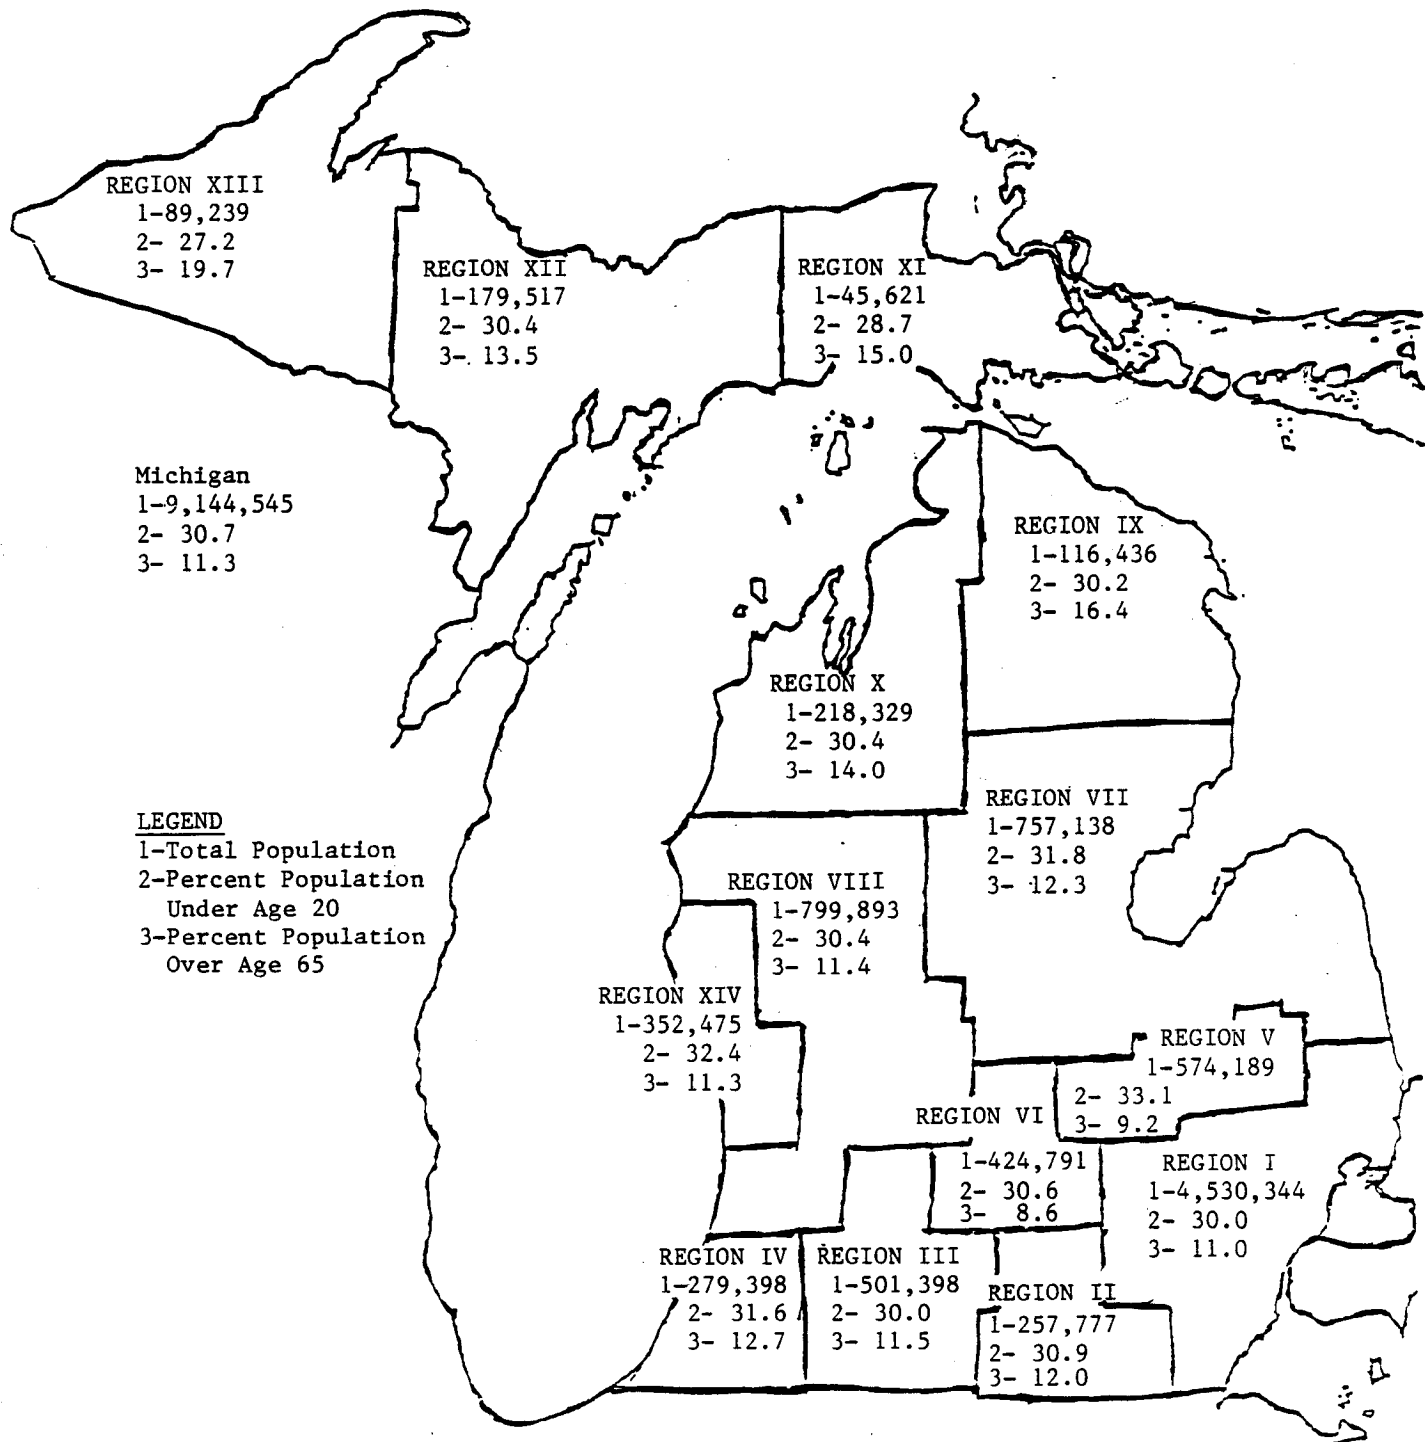 REGION XIII
1-89,239
2- 27.2
3- 19.7
REGION XII
1-179,517
2- 30.4
3-. 13.5
REGION XI
1-45,621
2- 28.7
3- 15.0
Michigan
1-9,144,545
2- 30.7
3- 11.3
REGION IX
1-116,436
2- 30.2
3- 16.4
REGION X
1-218,329
2- 30.4
3- 14.0
LEGEND
1-Total Population
2-Percent Population
Under Age 20
3-Percent Population
Over Age 65
REGION VII
1-757,138
2- 31.8
3- 12.3
REGION VIII
1-799,893
2- 30.4
3- 11.4
REGION XIV
1-352,475
2- 32.4
3- 11.3
REGION V
1-574,189
2- 33.1
3- 9.2
REGION VI
1-424,791
2- 30.6
3- 8.6
REGION I
1-4,530,344
2- 30.0
3- 11.0
REGION IV
1-279,398
2- 31.6
3- 12.7
REGION III
1-501,398
2- 30.0
3- 11.5
REGION II
1-257,777
2- 30.9
3- 12.0